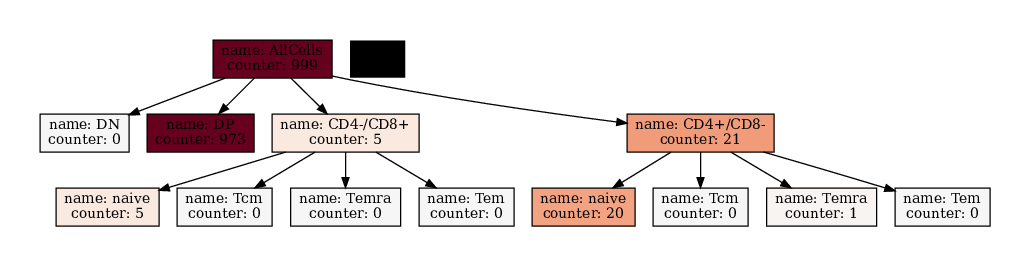 name: AllCells
counter: 999
name: DN
counter: 0
name: DP
counter: 973
name: CD4-/CD8+
counter: 5
name: CD4+/CD8-
counter: 21
name: naive
counter: 5
name: Tcm
counter: 0
name: Temra
counter: 0
name: Tem
counter: 0
name: naive
counter: 20
name: Tcm
counter: 0
name: Temra
counter: 1
name: Tem
counter: 0